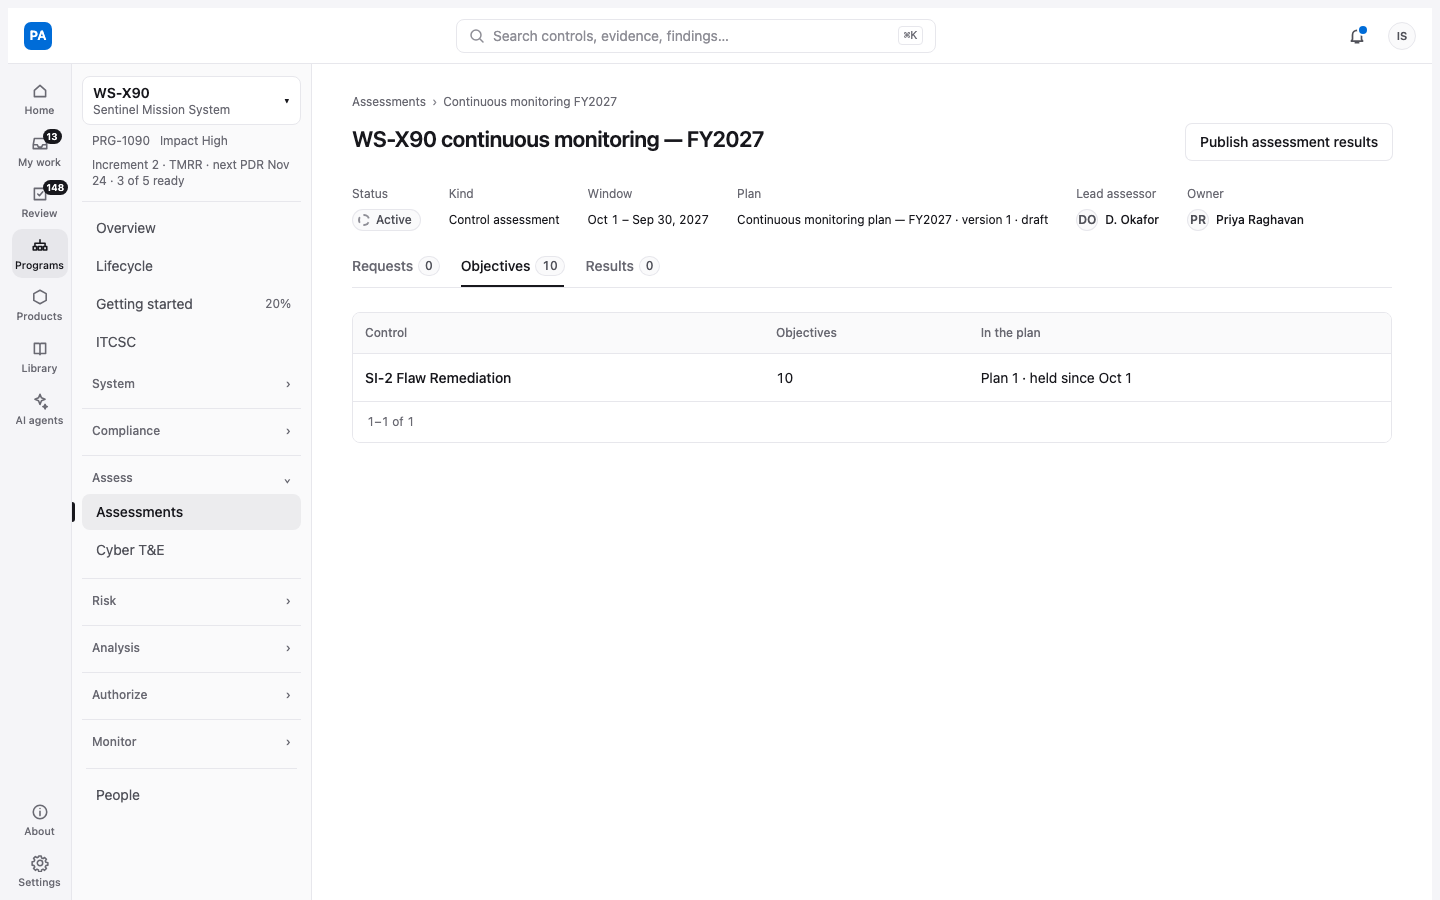 PA
Search controls, evidence, findings...
⌘K
IS
Home
13
My work
148
Review
Programs
Products
Library
AI agents
About
Settings
WS-X90
Sentinel Mission System
PRG-1090 Impact High
Increment 2 · TMRR · next PDR Nov
24 · 3 of 5 ready
Overview
Lifecycle
Getting started 20%
ITCSC
System
Compliance
Assess
Assessments
Cyber T&E
Risk
Analysis
Authorize
Monitor
People
Assessments › Continuous monitoring FY2027
WS-X90 continuous monitoring — FY2027
Publish assessment results
Status Kind Window Plan Lead assessor Owner
Active Control assessment Oct 1 – Sep 30, 2027 Continuous monitoring plan — FY2027 · version 1 · draft DO D. Okafor PR Priya Raghavan
Requests 0 Objectives 10 Results 0
Control Objectives In the plan
SI-2 Flaw Remediation 10 Plan 1 · held since Oct 1
1–1 of 1